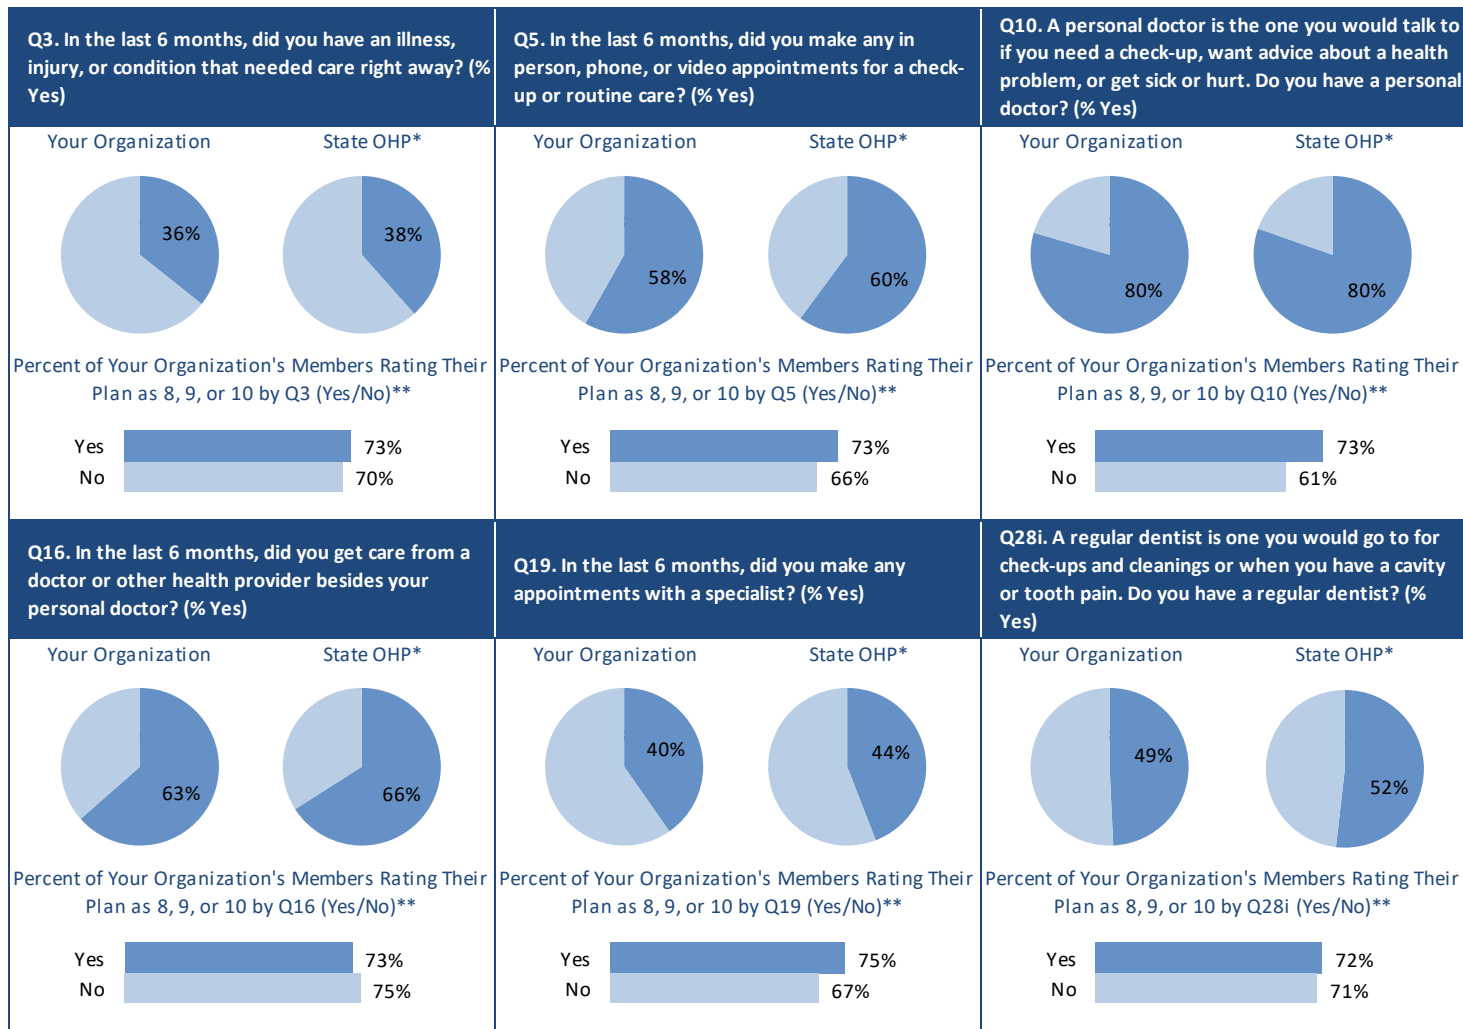 Q3. In the last 6 months, did you have an illness,
injury, or condition that needed care right away? (%
Yes)
Your Organization
State OHP*
36%
38%
Percent of Your Organization's Members Rating Their
Plan as 8, 9, or 10 by Q3 (Yes/No)**
Yes
73%
No
70%
Q5. In the last 6 months, did you make any in
person, phone, or video appointments for a check-
up or routine care? (% Yes)
Your Organization
State OHP*
58%
60%
Percent of Your Organization's Members Rating Their
Plan as 8, 9, or 10 by Q5 (Yes/No)**
Yes
73%
No
66%
Q10. A personal doctor is the one you would talk to
if you need a check-up, want advice about a health
problem, or get sick or hurt. Do you have a personal
doctor? (% Yes)
Your Organization
State OHP*
80%
80%
Percent of Your Organization's Members Rating Their
Plan as 8, 9, or 10 by Q10 (Yes/No)**
Yes
73%
No
61%
Q16. In the last 6 months, did you get care from a
doctor or other health provider besides your
personal doctor? (% Yes)
Your Organization
State OHP*
63%
66%
Percent of Your Organization's Members Rating Their
Plan as 8, 9, or 10 by Q16 (Yes/No)**
Yes
73%
No
75%
Q19. In the last 6 months, did you make any
appointments with a specialist? (% Yes)
Your Organization
State OHP*
40%
44%
Percent of Your Organization's Members Rating Their
Plan as 8, 9, or 10 by Q19 (Yes/No)**
Yes
75%
No
67%
Q28i. A regular dentist is one you would go to for
check-ups and cleanings or when you have a cavity
or tooth pain. Do you have a regular dentist? (%
Yes)
Your Organization
State OHP*
49%
52%
Percent of Your Organization's Members Rating Their
Plan as 8, 9, or 10 by Q28i (Yes/No)**
Yes
72%
No
71%